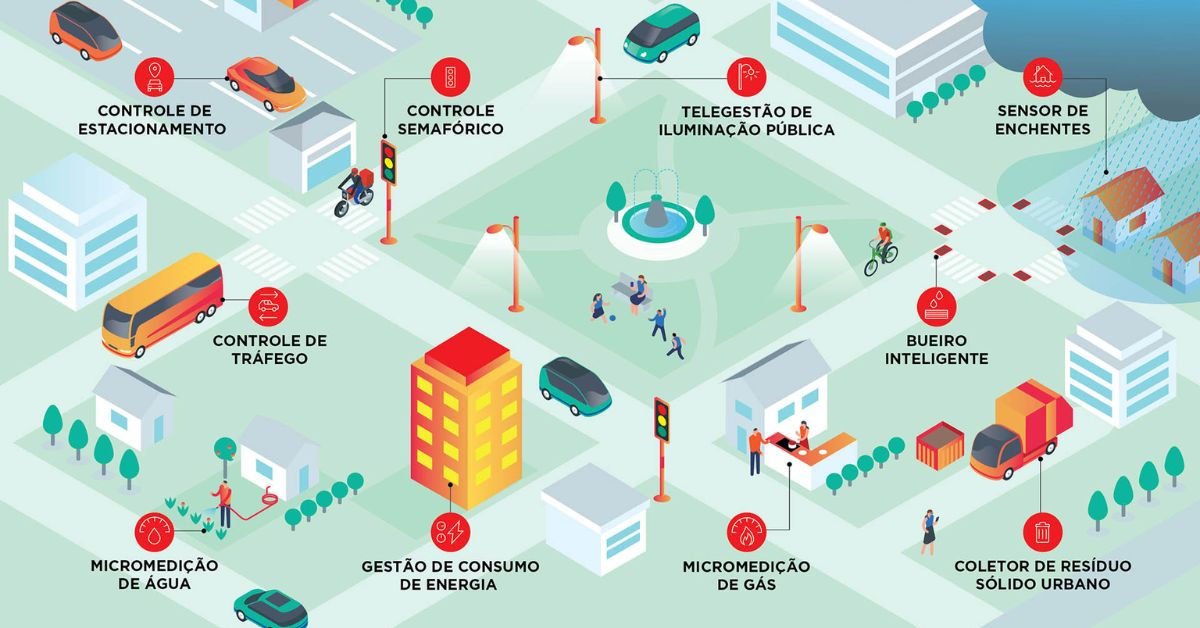 CONTROLE DE
ESTACIONAMENTO
CONTROLE
SEMAFÓRICO
TELEGESTÃO DE
ILUMINAÇÃO PÚBLICA
SENSOR DE
ENCHENTES
CONTROLE DE
TRÁFEGO
BUEIRO
INTELIGENTE
MICROMEDIÇÃO
DE ÁGUA
GESTÃO DE CONSUMO
DE ENERGIA
MICROMEDIÇÃO
DE GÁS
COLETOR DE RESÍDUO
SÓLIDO URBANO